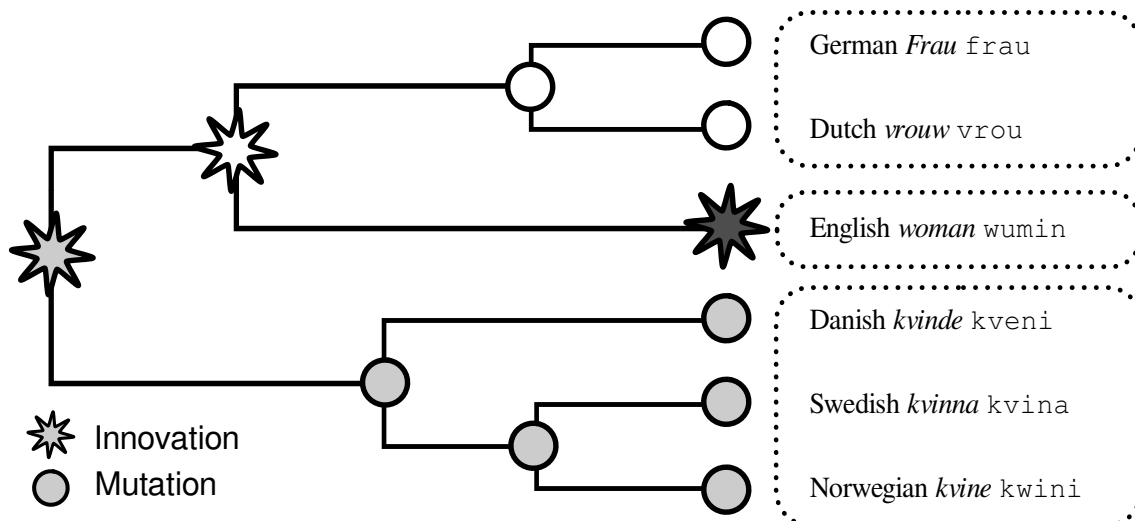 German Frau frau
Dutch vrouw vrou
English woman wumin
Danish kvinde kveni
Swedish kvinna kvina
Norwegian kvine kwini
Innovation
Mutation